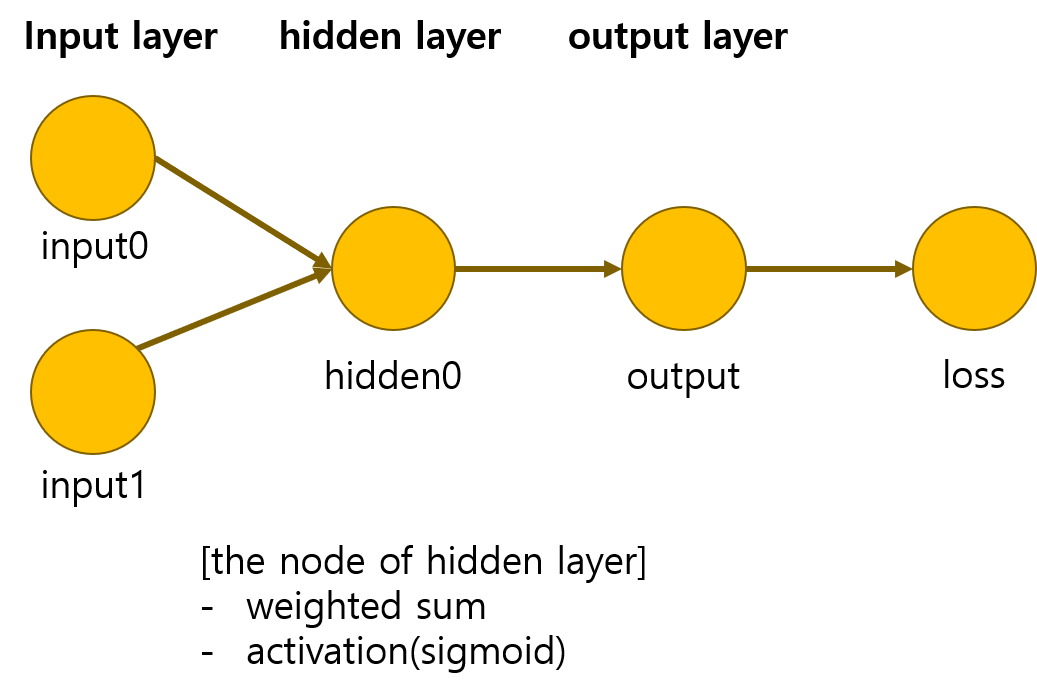 Input layer hidden layer output layer
input0
hidden0 output loss
input1
[the node of hidden layer]
- weighted sum
- activation(sigmoid)